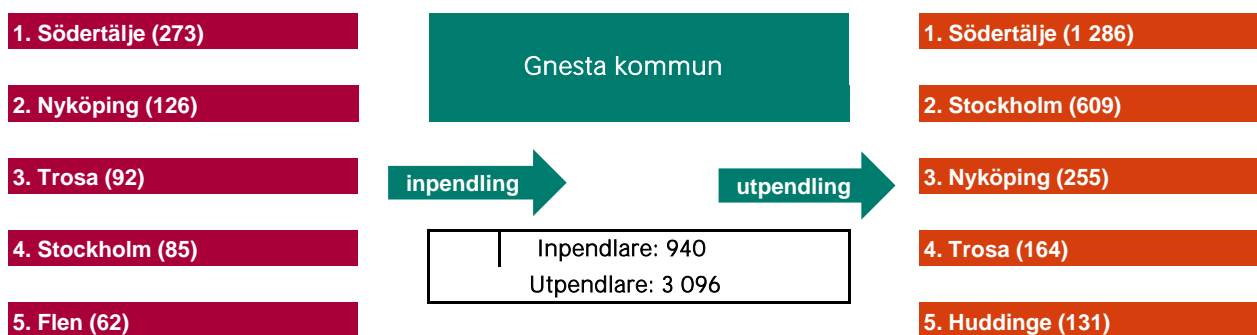 1. Södertälje (273)
2. Nyköping (126)
3. Trosa (92)
4. Stockholm (85)
5. Flen (62)
Gnesta kommun
inpendling
utpendling
Inpendlare: 940
Utpendlare: 3 096
1. Södertälje (1 286)
2. Stockholm (609)
3. Nyköping (255)
4. Trosa (164)
5. Huddinge (131)